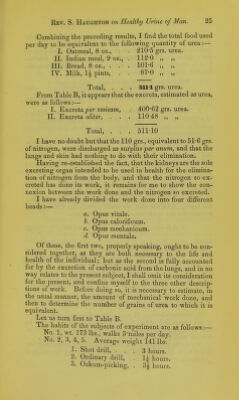 Rev. S. Haughton on Healthy Urine of Man. 25
Combining the preceding results, I find the total food used
per day to be equivalent to the following quantity of urea:—
I. Oatmeal, 8 oz., . . . 210·5 grs. urea.
II. Indian meal, 9 oz., . 112·0 „ „
III. Bread, 8 oz., . . . . 101·6 „ „
IV. Milk, 1¼ pints, . . . 87·0 „ „
Total, . .
From Table B, it appears that the excreta, estimated as urea,
were as follows:—
I. Excreta per vesicam, 400·62 grs. urea.
II. Excreta aliter, . . . 110·48 „ „
Total, . . 511·10
I have no doubt but that the 110 grs., equivalent to 51·6 grs.
of nitrogen, were discharged as surplus per anum, and that the
lungs and skin had nothing to do with their elimination.
Having re-established the fact, that the kidneys are the sole
excreting organ intended to be used in health for the elimina-
tion of nitrogen from the body, and that the nitrogen so ex-
creted has done its work, it remains for me to show the con-
nexion between the work done and the nitrogen so excreted.
I have already divided the work done into four different
heads:—
a. Opus vitale.
b. Opus calorificum.
c. Opus mechanicum.
d. Opus mentale.
Of these, the first two, properly speaking, ought to be con-
sidered together, as they are both necessary to the life and
health of the individual; but as the second is fully accounted
for by the excretion of carbonic acid from the lungs, and in no
way relates to the present subject, I shall omit its consideration
for the present, and confine myself to the three other descrip-
tions of work. Before doing so, it is necessary to estimate, in
the usual manner, the amount of mechanical work done, and
then to determine the number of grains of urea to which it is
equivalent.
Let us turn first to Table B.
The habits of the subjects of experiment are as follows:—
No. 1, wt. 173 lbs., walks 3 miles per day.
No. 2, 3, 4, 5. Average weight 141 lbs.
1. Shot drill, . . . 3 hours.
2. Ordinary drill, . . 1½ hours.
3. Oakum-picking, . . 3½ hours.